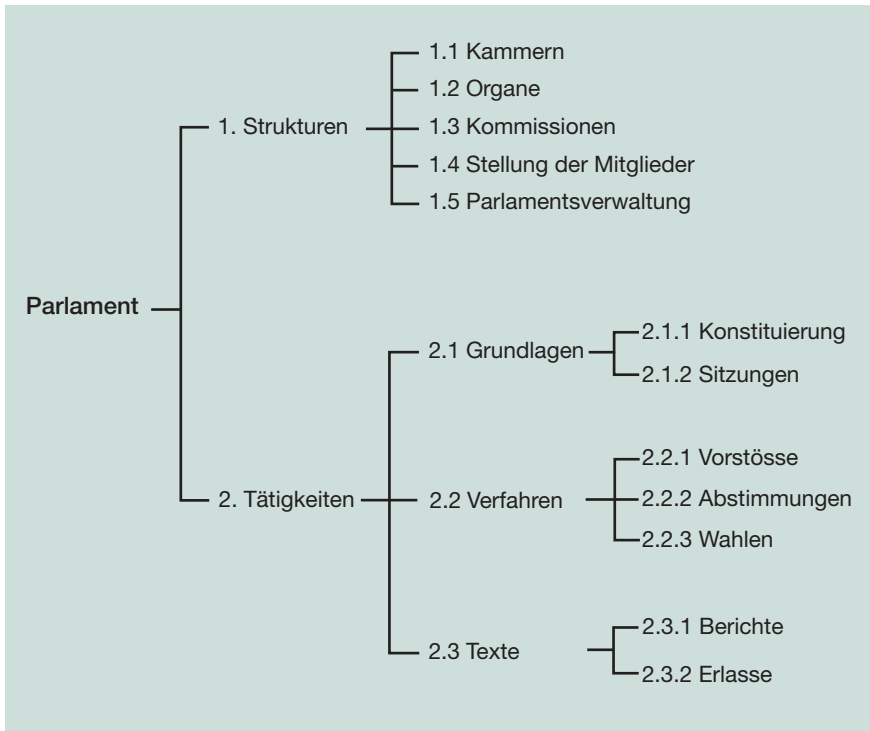 Parlament
1. Strukturen
1.1 Kammern
1.2 Organe
1.3 Kommissionen
1.4 Stellung der Mitglieder
1.5 Parlamentsverwaltung
2. Tätigkeiten
2.1 Grundlagen
2.1.1 Konstituierung
2.1.2 Sitzungen
2.2 Verfahren
2.2.1 Vorstösse
2.2.2 Abstimmungen
2.2.3 Wahlen
2.3 Texte
2.3.1 Berichte
2.3.2 Erlasse